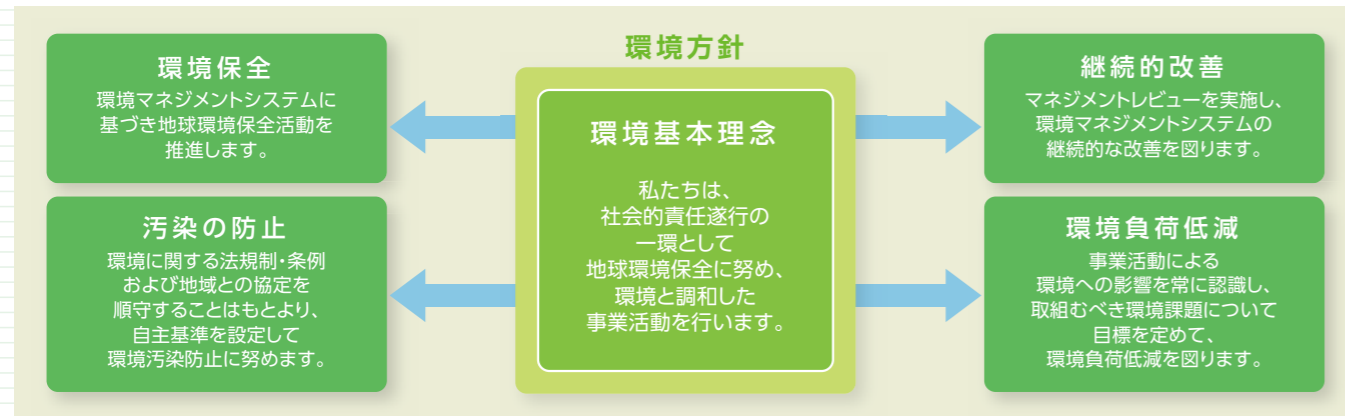 環境方針
環境保全
環境マネジメントシステムに
基づき地球環境保全活動を
推進します。
汚染の防止
環境に関する法規制・条例
および地域との協定を
順守することはもとより、
自主基準を設定して
環境汚染防止に努めます。
環境基本理念
私たちは、
社会的責任遂行の
一環として
地球環境保全に努め、
環境と調和した
事業活動を行います。
継続的改善
マネジメントレビューを実施し、
環境マネジメントシステムの
継続的な改善を図ります。
環境負荷低減
事業活動による
環境への影響を常に認識し、
取組むべき環境課題について
目標を定めて、
環境負荷低減を図ります。